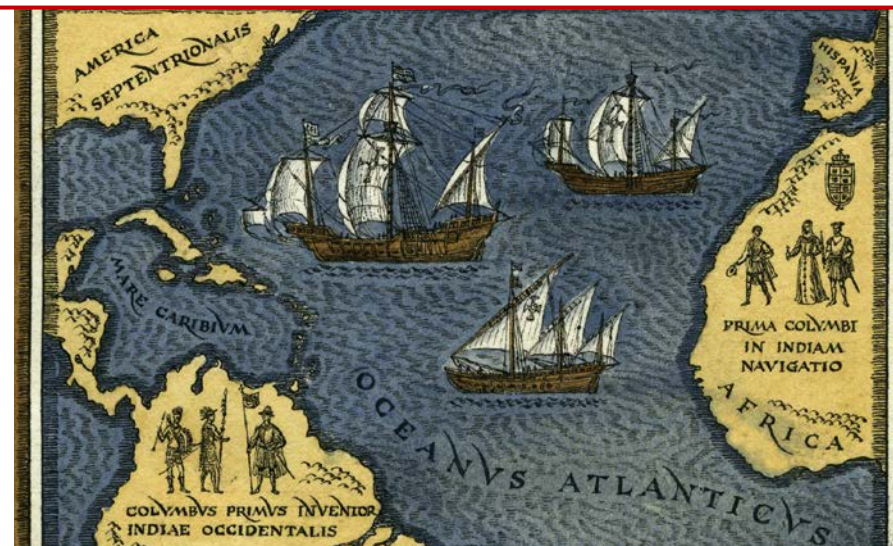 AMERICA
SEPTENTRIONALIS
HISPANIA
MARE CARIBIVM
PRIMA COLVMBI
IN INDIAM
NAVIGATIO
AFRICA
OCEANVS ATLANTICVS
COLVMBVS PRIMVS INVENTOR
INDIAE OCCIDENTALIS